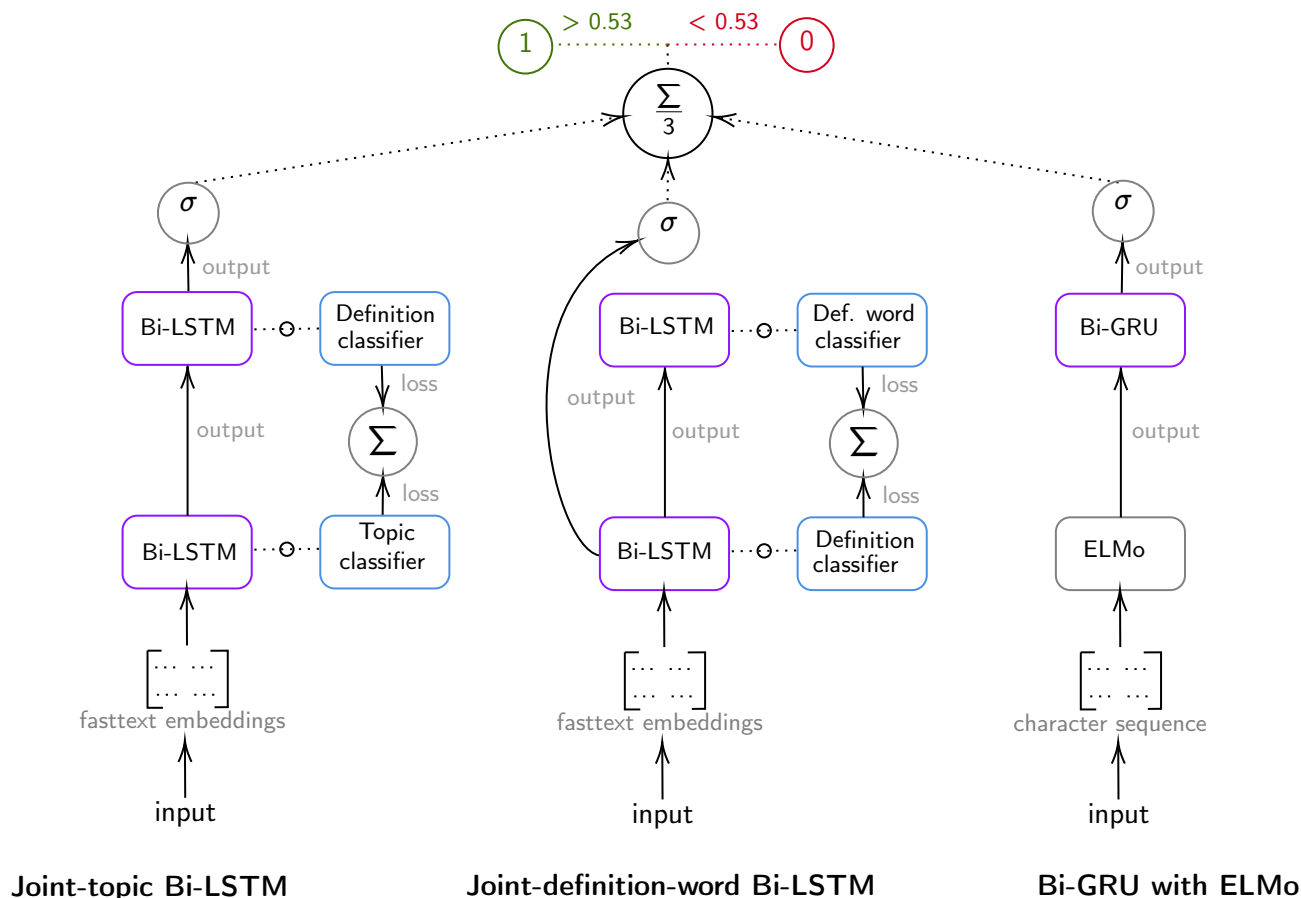 > 0.53 < 0.53
1 0
Σ
3
σ σ σ
output output
Bi-LSTM Definition classifier Bi-LSTM Def. word classifier Bi-GRU
loss output loss
output Σ output Σ output
loss loss
Bi-LSTM Topic classifier Bi-LSTM Definition classifier ELMo
... ... ... ... ... ...
... ... ... ... ... ...
fasttext embeddings fasttext embeddings character sequence
input input input
Joint-topic Bi-LSTM Joint-definition-word Bi-LSTM Bi-GRU with ELMo